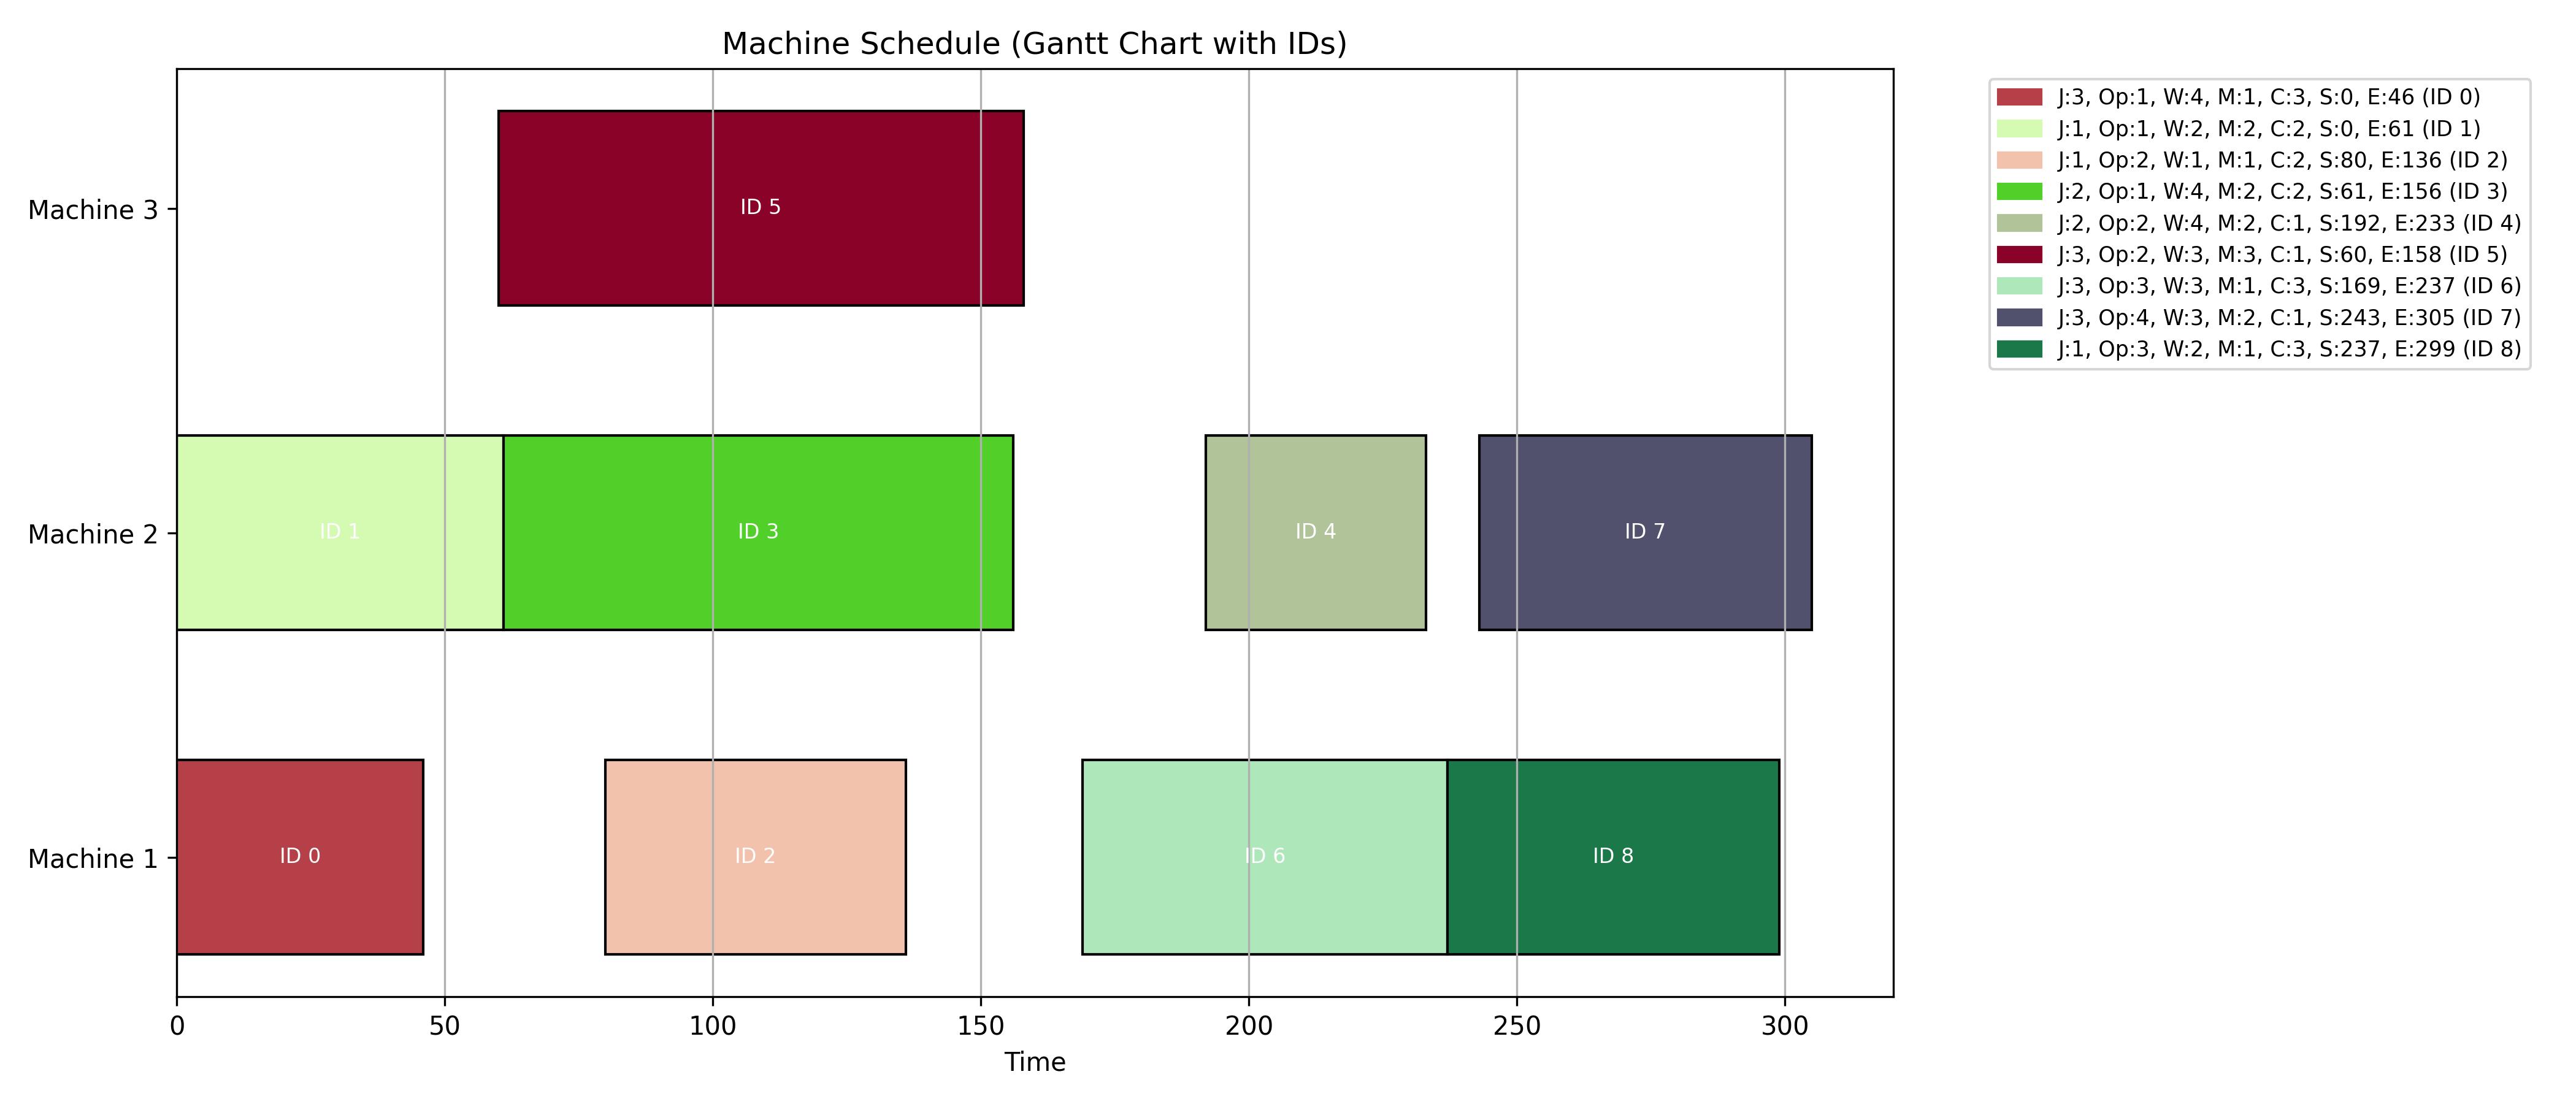 Machine Schedule (Gantt Chart with IDs)
J:3, Op:1, W:4, M:1, C:3, S:0, E:46 (ID 0)
J:1, Op:1, W:2, M:2, C:2, S:0, E:61 (ID 1)
J:1, Op:2, W:1, M:1, C:2, S:80, E:136 (ID 2)
J:2, Op:1, W:4, M:2, C:2, S:61, E:156 (ID 3)
J:2, Op:2, W:4, M:2, C:1, S:192, E:233 (ID 4)
J:3, Op:2, W:3, M:3, C:1, S:60, E:158 (ID 5)
J:3, Op:3, W:3, M:1, C:3, S:169, E:237 (ID 6)
J:3, Op:4, W:3, M:2, C:1, S:243, E:305 (ID 7)
J:1, Op:3, W:2, M:1, C:3, S:237, E:299 (ID 8)
Machine 3
ID 5
Machine 2
ID 1
ID 3
ID 4
ID 7
Machine 1
ID 0
ID 2
ID 6
ID 8
0 50 100 150 200 250 300
Time